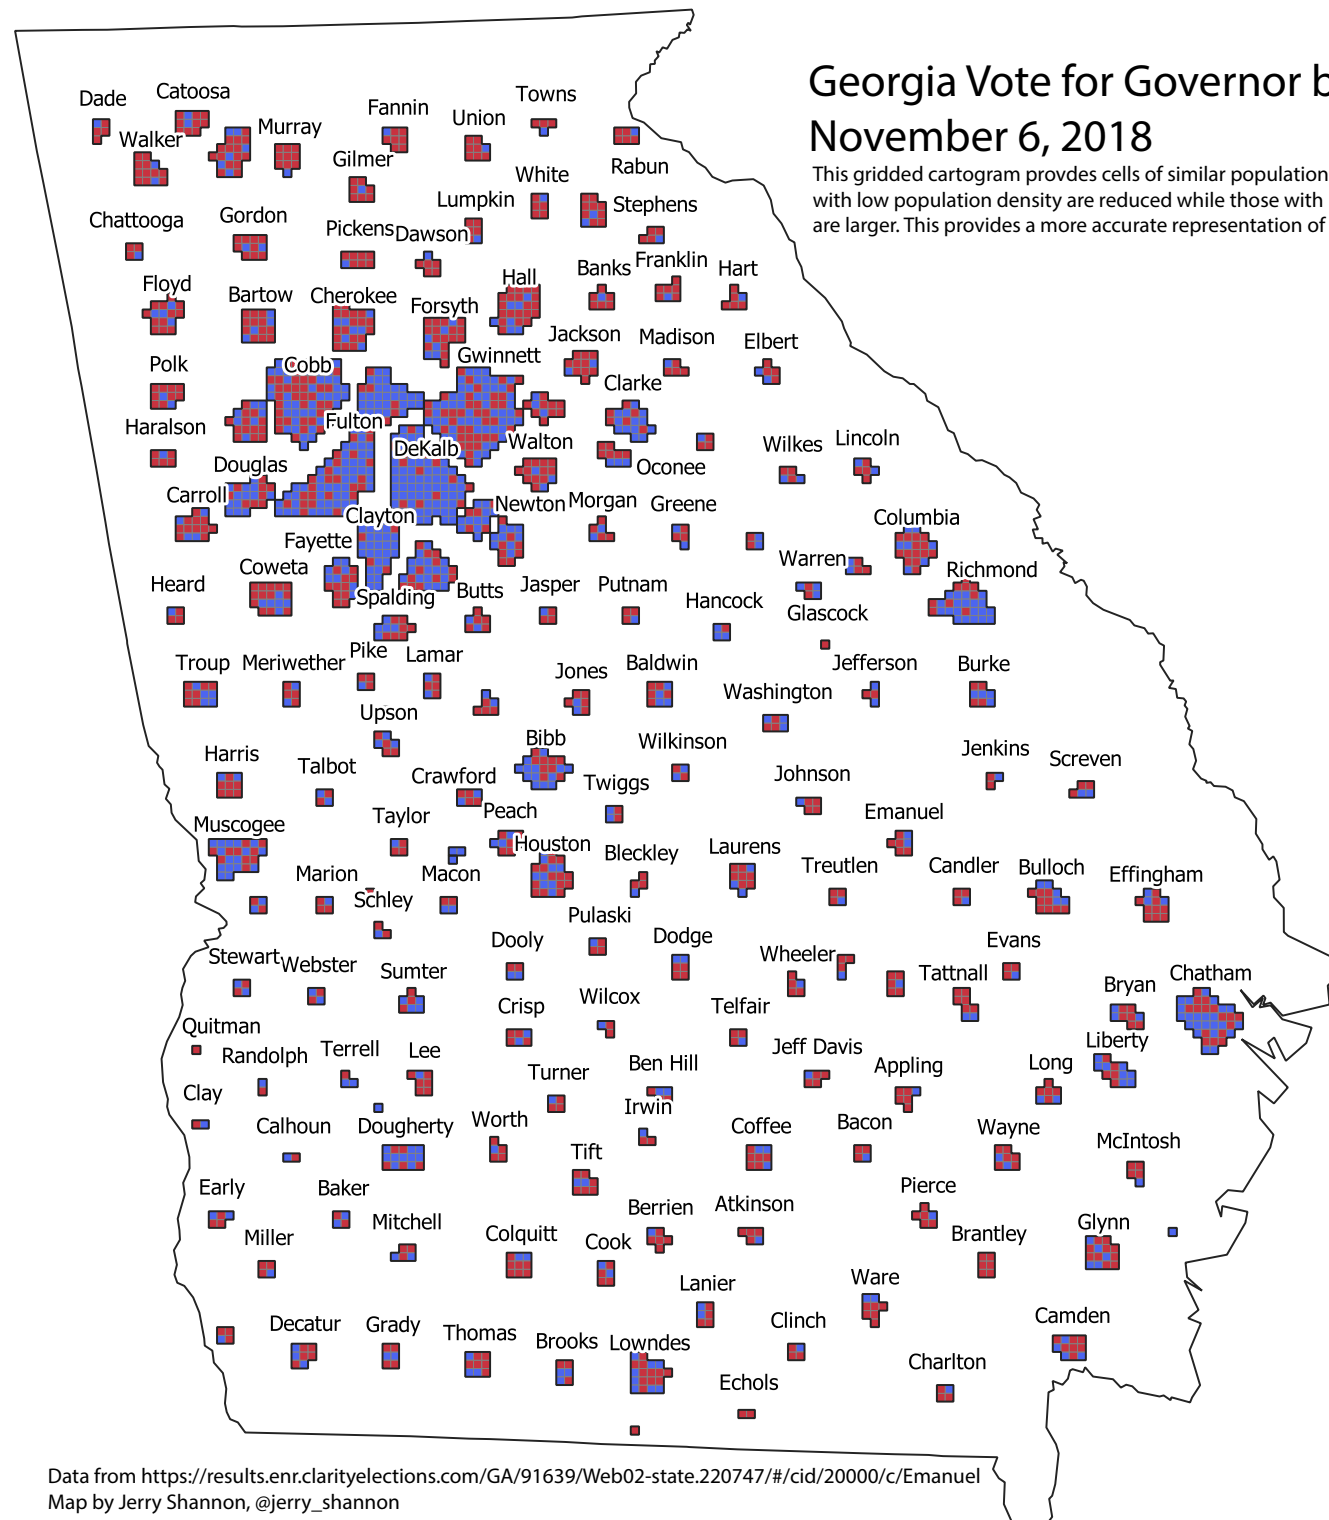 Georgia Vote for Governor b
November 6, 2018
This gridded cartogram provdes cells of similar population
with low population density are reduced while those with
are larger. This provides a more accurate representation of
Dade
Catoosa
Walker
Murray
Fannin
Union
Towns
Rabun
Gilmer
White
Lumpkin
Stephens
Chattooga
Gordon
Pickens
Dawson
Floyd
Bartow
Cherokee
Forsyth
Hall
Banks
Franklin
Hart
Jackson
Madison
Elbert
Polk
Cobb
Gwinnett
Clarke
Haralson
Fulton
DeKalb
Walton
Oconee
Wilkes
Lincoln
Douglas
Carroll
Newton
Morgan
Greene
Clayton
Columbia
Fayette
Warren
Richmond
Heard
Coweta
Spalding
Butts
Jasper
Putnam
Hancock
Glascock
Troup
Meriwether
Pike
Lamar
Jones
Baldwin
Washington
Jefferson
Burke
Upson
Harris
Talbot
Bibb
Wilkinson
Jenkins
Screven
Crawford
Twiggs
Johnson
Muscogee
Taylor
Peach
Emanuel
Houston
Bleckley
Laurens
Treutlen
Candler
Bulloch
Effingham
Marion
Schley
Macon
Pulaski
Stewart
Webster
Sumter
Dooly
Dodge
Wheeler
Tattnall
Evans
Bryan
Chatham
Crisp
Wilcox
Telfair
Quitman
Randolph
Terrell
Lee
Turner
Ben Hill
Jeff Davis
Appling
Long
Liberty
Clay
Irwin
Calhoun
Dougherty
Worth
Coffee
Bacon
Wayne
McIntosh
Tift
Early
Baker
Mitchell
Berrien
Atkinson
Pierce
Miller
Colquitt
Cook
Brantley
Glynn
Lanier
Ware
Decatur
Grady
Thomas
Brooks
Lowndes
Clinch
Camden
Echols
Charlton
Data from https://results.enr.clarityelections.com/GA/91639/Web02-state.220747/#/cid/20000/c/Emanuel
Map by Jerry Shannon, @jerry_shannon